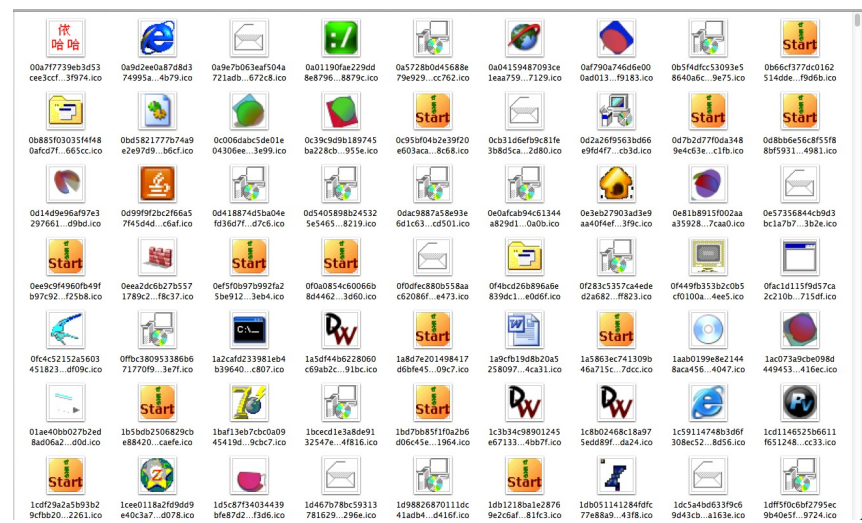 依
哈哈
:/
Start
00a7f7739eb3d53 0a9d2ee0a87d8d3 0a9e7b063eaf504a 0a01190fae229dd 0a5728b0d45688e 0a04159487093ce 0af790a746d6e00 0b5f4dfcc53093e5 0b66cf377dc0162
cee3ccf...3f974.ico 74995a...4b79.ico 721adb...672c8.ico 8e8796...8879c.ico 79e929...cc762.ico 1eaa759...7129.ico 0ad013...f9183.ico 8640a6c...9e75.ico 514dde...f9d6b.ico
Start Start Start
0b885f03035f4f48 0bd5821777b74a9 0c006dabc5de01e 0c39c9d9b189745 0c95bf04b2e39f20 0cb31d6efb9c81fe 0d2a26f9563bd66 0d7b2d77f0da348 0d8bb6e56c8f55f8
0afcd7f...665cc.ico e2e97d9...b6cf.ico 04306ee...3e99.ico ba228cb...955e.ico e603aca...8c68.ico 3b8d5ca...2d80.ico e9fd4f7...cb3d.ico 9e4c63e...c1fb.ico 8bf5931...4981.ico
0d14d9e96af97e3 0d99f9f2bc2f66a5 0d418874d5ba04e 0d5405898b24532 0dac9887a58e93e 0e0afcab94c61344 0e3eb27903ad3e9 0e81b8915f002aa 0e57356844cb9d3
297661...d9bd.ico 7f45d4d...c6af.ico fd36d7f...d7c6.ico 5e5465...8219.ico 6d1c63...cd501.ico a829d1...0a0b.ico aa40f4ef...3f9c.ico a35928...7caa0.ico bc1a7b7...3b2e.ico
Start Start Start
0ee9c9f4960fb49f 0eea2dc6b27b557 0ef5f0b97b992fa2 0f0a0854c60066b 0f0dfec880b558aa 0f4bcd26b896a6e 0f283c5357ca4ede 0f449fb353b2c0b5 0fac1d115f9d57ca
b97c92...f25b8.ico 1789c2...f8c37.ico 5be912...3eb4.ico 8d4462...3d60.ico c62086f...e473.ico 839dc1...e0d6f.ico d2a682...ff823.ico cf0100a...4ee5.ico 2c210b...715df.ico
C:\_ Start W Start
0fc4c52152a5603 0ffbc380953386b6 1a2cafd233981eb4 1a5df44b6228060 1a8d7e201498417 1a9cfb19d8b20a5 1a5863ec741309b 1aab0199e8e2144 1ac073a9cbe098d
451823...df09c.ico 71770f9...3e7f.ico b39640...c807.ico c69ab2c...91bc.ico d6bfe45...09c7.ico 258097...4ca31.ico 46a715c...7dcc.ico 8aca456...4047.ico 449453...416ec.ico
Start
01ae40bb027b2ed 1b5bdb2506829cb 1baf13eb7cbc0a09 1bcecd1e3a8de91 1bd7bb85f1f0a2b6 1c3b34c98901245 1c8b02468c18a97 1c59114748b3d6f 1cd1146525b6611
8ad06a2...d0d.ico e88420...caefe.ico 45419d...9cbc7.ico 32547e...4f816.ico d06c45e...1964.ico e67133...4bb7f.ico 5edd89f...da24.ico 308ec52...8d56.ico f651248...cc33.ico
Start Z Start
1cdf29a2a5b93b2 1cee0118a2fd9dd9 1d5c87f34034439 1d467b78bc59313 1d98826870111dc 1db1218ba1e2876 1db051141284fdfc 1dc5a4bd633f9c6 1dff5f0c6bf2795ec
9cfbb20...2261.ico e40c3a7...d078.ico bfe87d2...f3d6.ico 781629...296e.ico 41adb4...d416f.ico 9e2c6af...81fc3.ico 77e88a9...43f8.ico 9d43cb...a163e.ico 9b40e5f...9724.ico